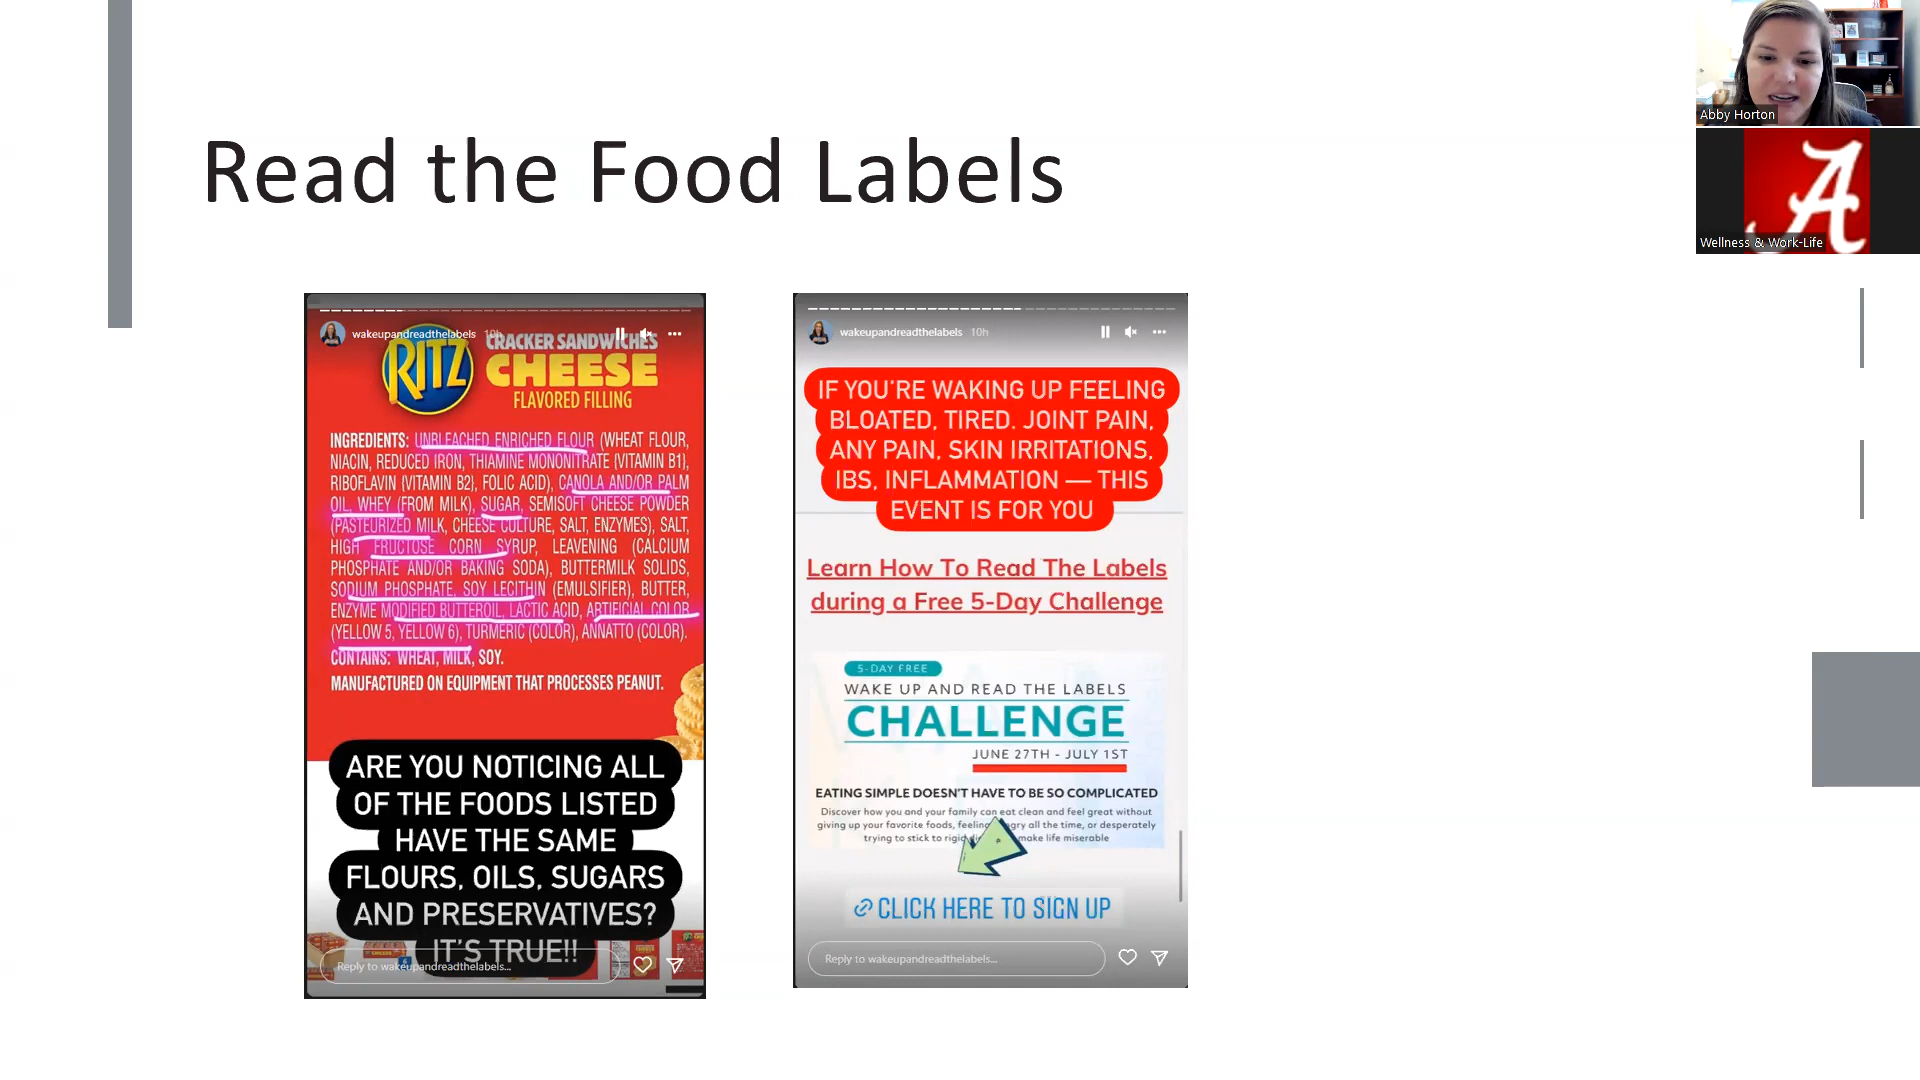 Read the Food Labels
Abby Horton
Wellness & Work-Life
wakeupandreadthelabels 10h
RITZ
CRACKER SANDWICHES
CHEESE
FLAVORED FILLING
INGREDIENTS: UNBLEACHED ENRICHED FLOUR (WHEAT FLOUR,
NIACIN, REDUCED IRON, THIAMINE MONONITRATE {VITAMIN B1},
RIBOFLAVIN {VITAMIN B2}, FOLIC ACID), CANOLA AND/OR PALM
OIL, WHEY (FROM MILK), SUGAR, SEMISOFT CHEESE POWDER
(PASTEURIZED MILK, CHEESE CULTURE, SALT, ENZYMES), SALT,
HIGH FRUCTOSE CORN SYRUP, LEAVENING (CALCIUM
PHOSPHATE AND/OR BAKING SODA), BUTTERMILK SOLIDS,
SODIUM PHOSPHATE, SOY LECITHIN (EMULSIFIER), BUTTER,
ENZYME MODIFIED BUTTEROIL, LACTIC ACID, ARTIFICIAL COLOR
(YELLOW 5, YELLOW 6), TURMERIC (COLOR), ANNATTO (COLOR).
CONTAINS: WHEAT, MILK, SOY.
MANUFACTURED ON EQUIPMENT THAT PROCESSES PEANUT.
ARE YOU NOTICING ALL
OF THE FOODS LISTED
HAVE THE SAME
FLOURS, OILS, SUGARS
AND PRESERVATIVES?
IT'S TRUE!!
Reply to wakeupandreadthelabels...
wakeupandreadthelabels 10h
IF YOU'RE WAKING UP FEELING
BLOATED, TIRED. JOINT PAIN,
ANY PAIN, SKIN IRRITATIONS,
IBS, INFLAMMATION — THIS
EVENT IS FOR YOU
Learn How To Read The Labels
during a Free 5-Day Challenge
5-DAY FREE
WAKE UP AND READ THE LABELS
CHALLENGE
JUNE 27TH - JULY 1ST
EATING SIMPLE DOESN'T HAVE TO BE SO COMPLICATED
Discover how you and your family can eat clean and feel great without
giving up your favorite foods, feeling all the time, or desperately
trying to stick to make life miserable
CLICK HERE TO SIGN UP
Reply to wakeupandreadthelabels...